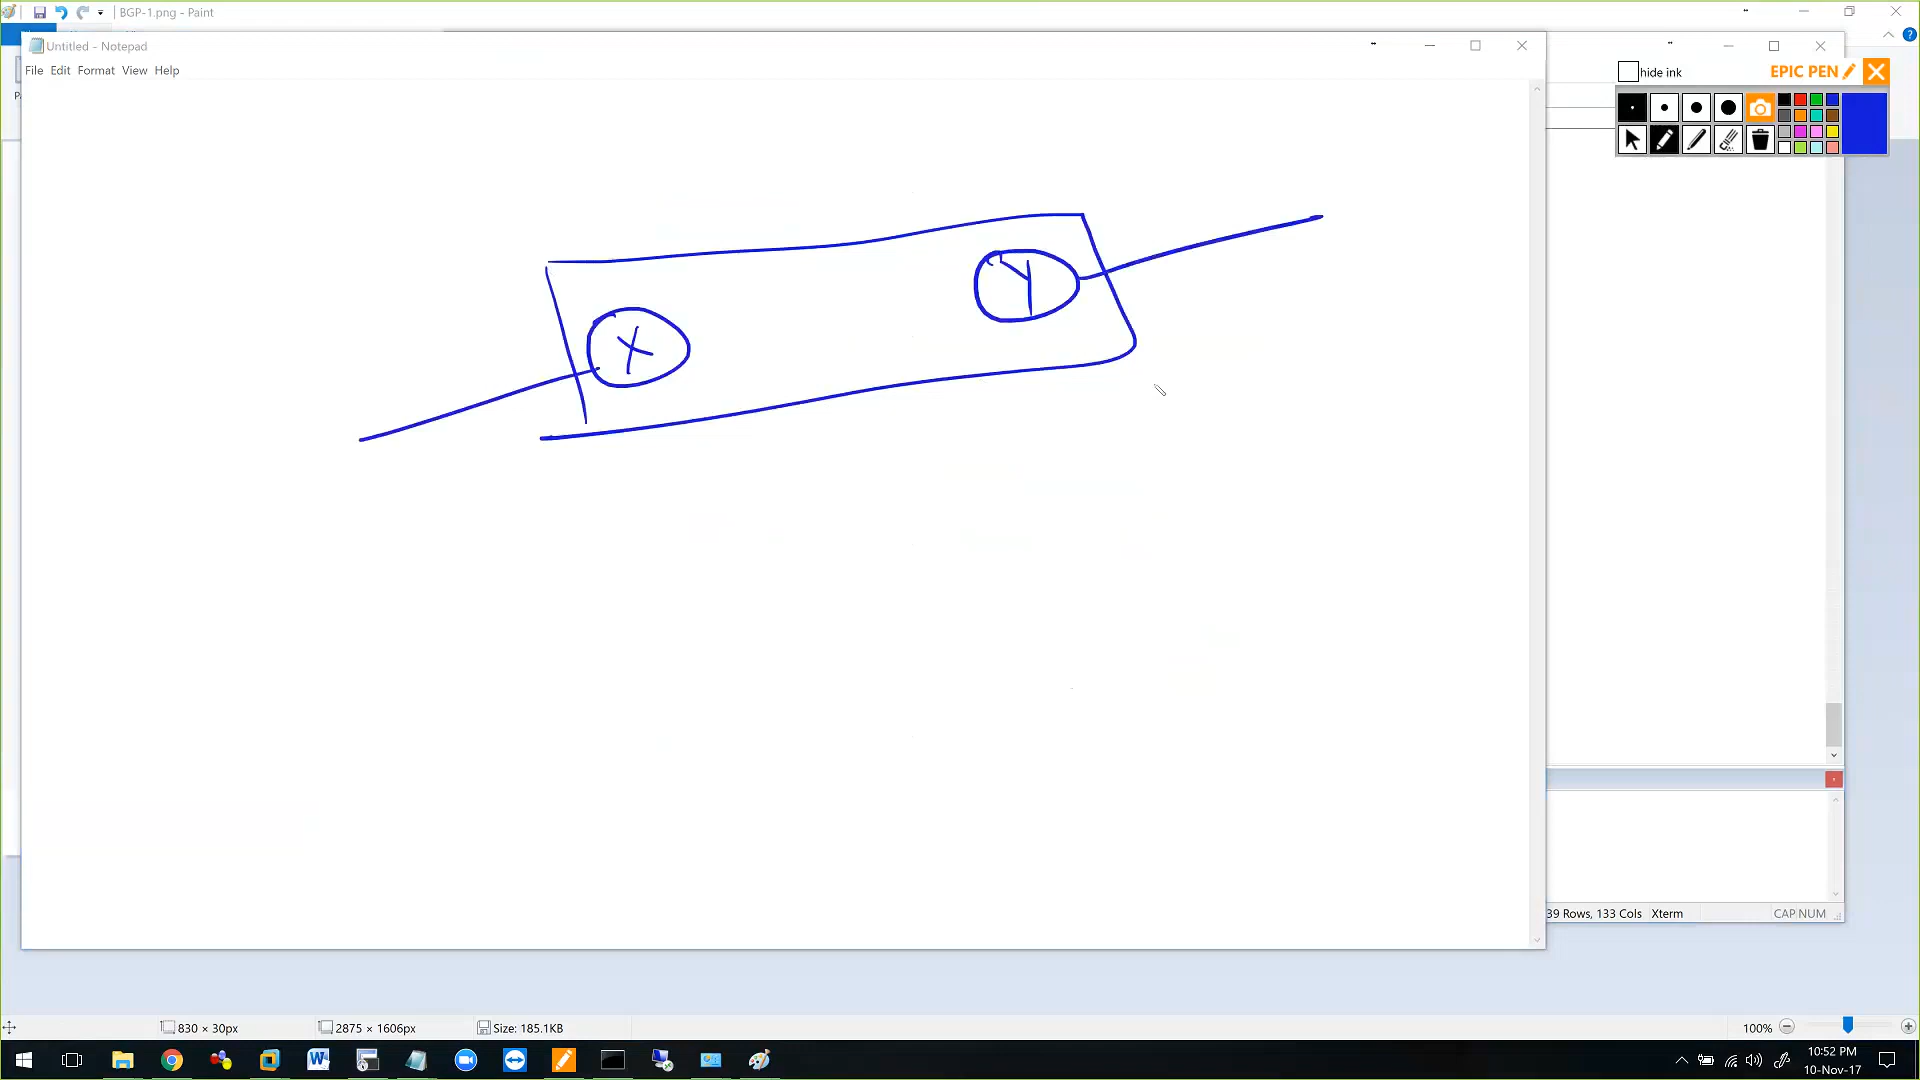 BGP-1.png - Paint
Untitled - Notepad
File Edit Format View Help
hide ink
EPIC PEN
X
Y
39 Rows, 133 Cols Xterm CAP NUM
830 × 30px 2875 × 1606px Size: 185.1KB 100%
10:52 PM
10-Nov-17